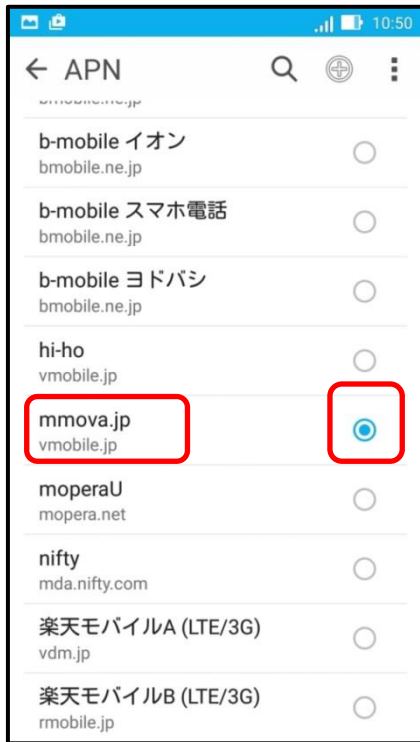 10:50
APN
bmobile.ne.jp
b-mobile イオン
bmobile.ne.jp
b-mobile スマホ電話
bmobile.ne.jp
b-mobile ヨドバシ
bmobile.ne.jp
hi-ho
vmobile.jp
mmova.jp
vmobile.jp
moperaU
mopera.net
nifty
mda.nifty.com
楽天モバイルA (LTE/3G)
vdm.jp
楽天モバイルB (LTE/3G)
rmobile.jp